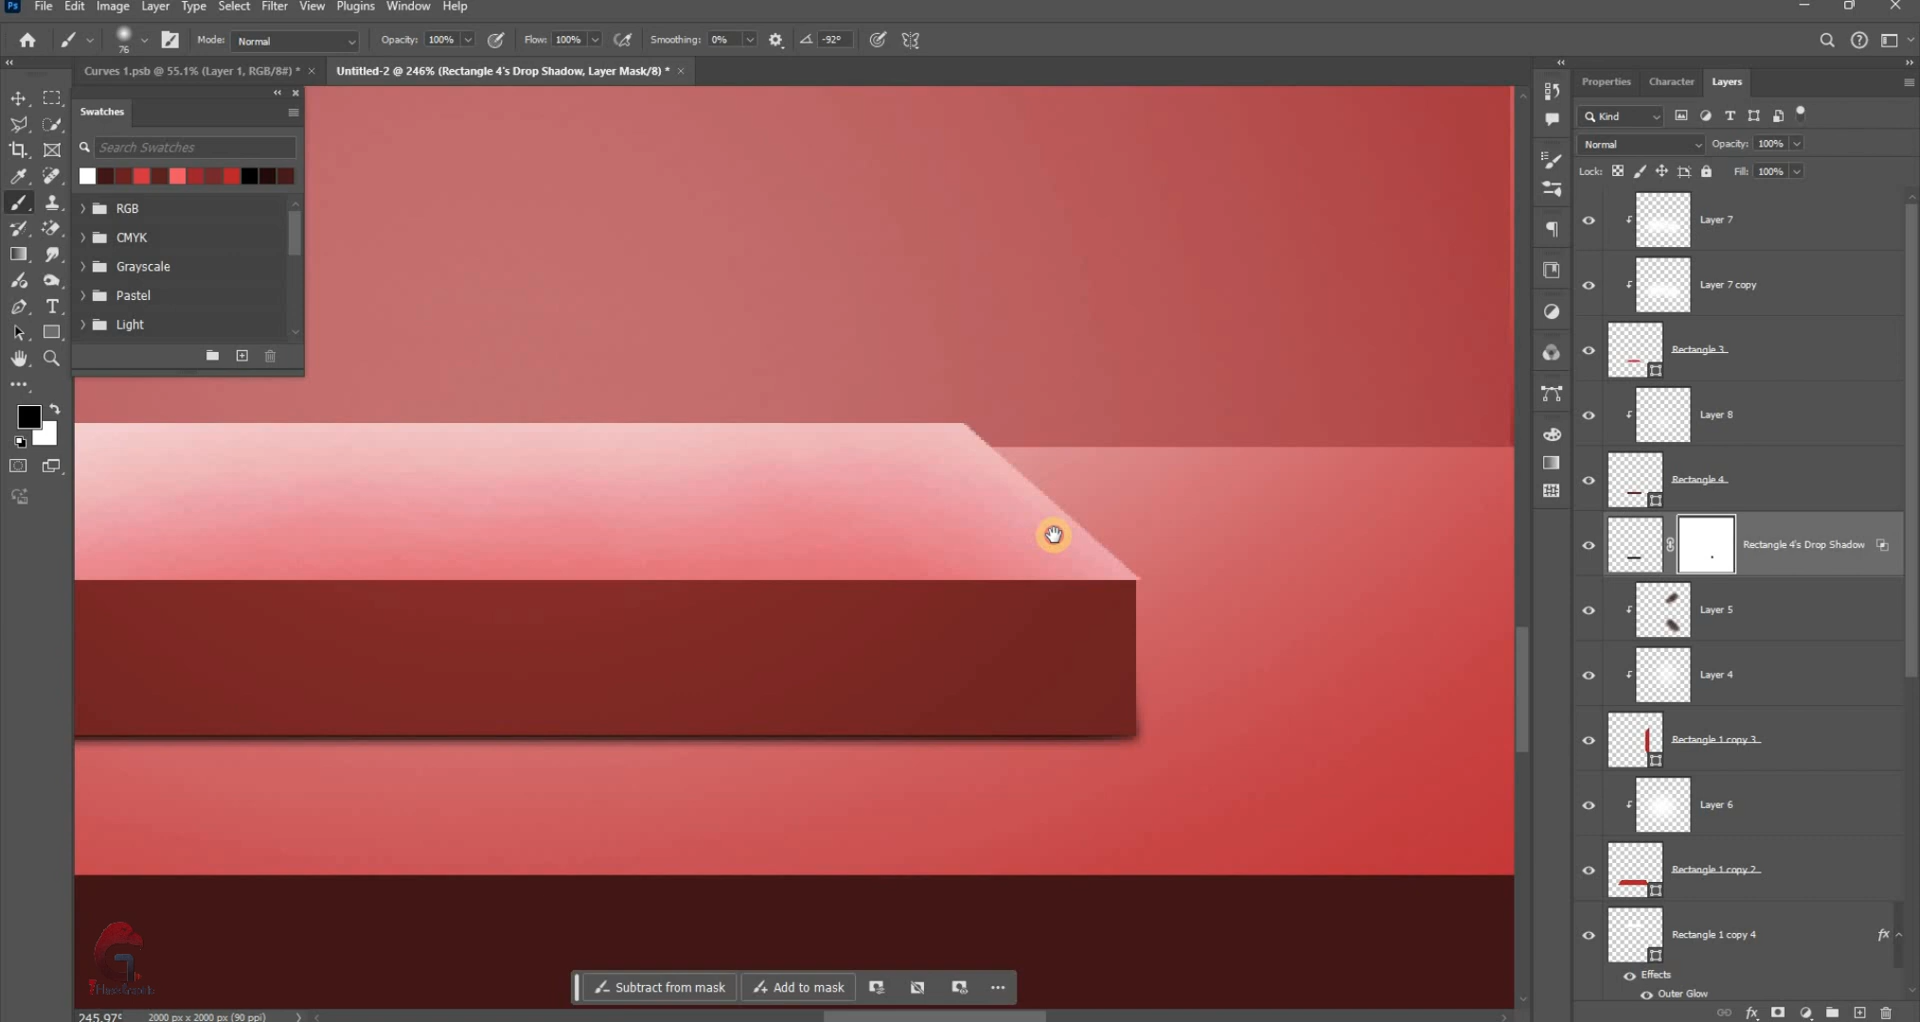 Ps File Edit Image Layer Type Select Filter View Plugins Window Help
76 Mode: Normal Opacity: 100% Flow: 100% Smoothing: 0% -92°
Curves 1.psb @ 55.1% (Layer 1, RGB/8#) * × Untitled-2 @ 246% (Rectangle 4's Drop Shadow, Layer Mask/8) * ×
Swatches
Search Swatches
RGB
CMYK
Grayscale
Pastel
Light
Properties Character Layers
Kind
Normal Opacity: 100%
Lock: Fill: 100%
Layer 7
Layer 7 copy
Rectangle 3
Layer 8
Rectangle 4
Rectangle 4's Drop Shadow
Layer 5
Layer 4
Rectangle 1 copy 3
Layer 6
Rectangle 1 copy 2
Rectangle 1 copy 4 fx
Effects
Outer Glow
Subtract from mask Add to mask
245.97% 2000 px x 2000 px (90 ppi)
fx